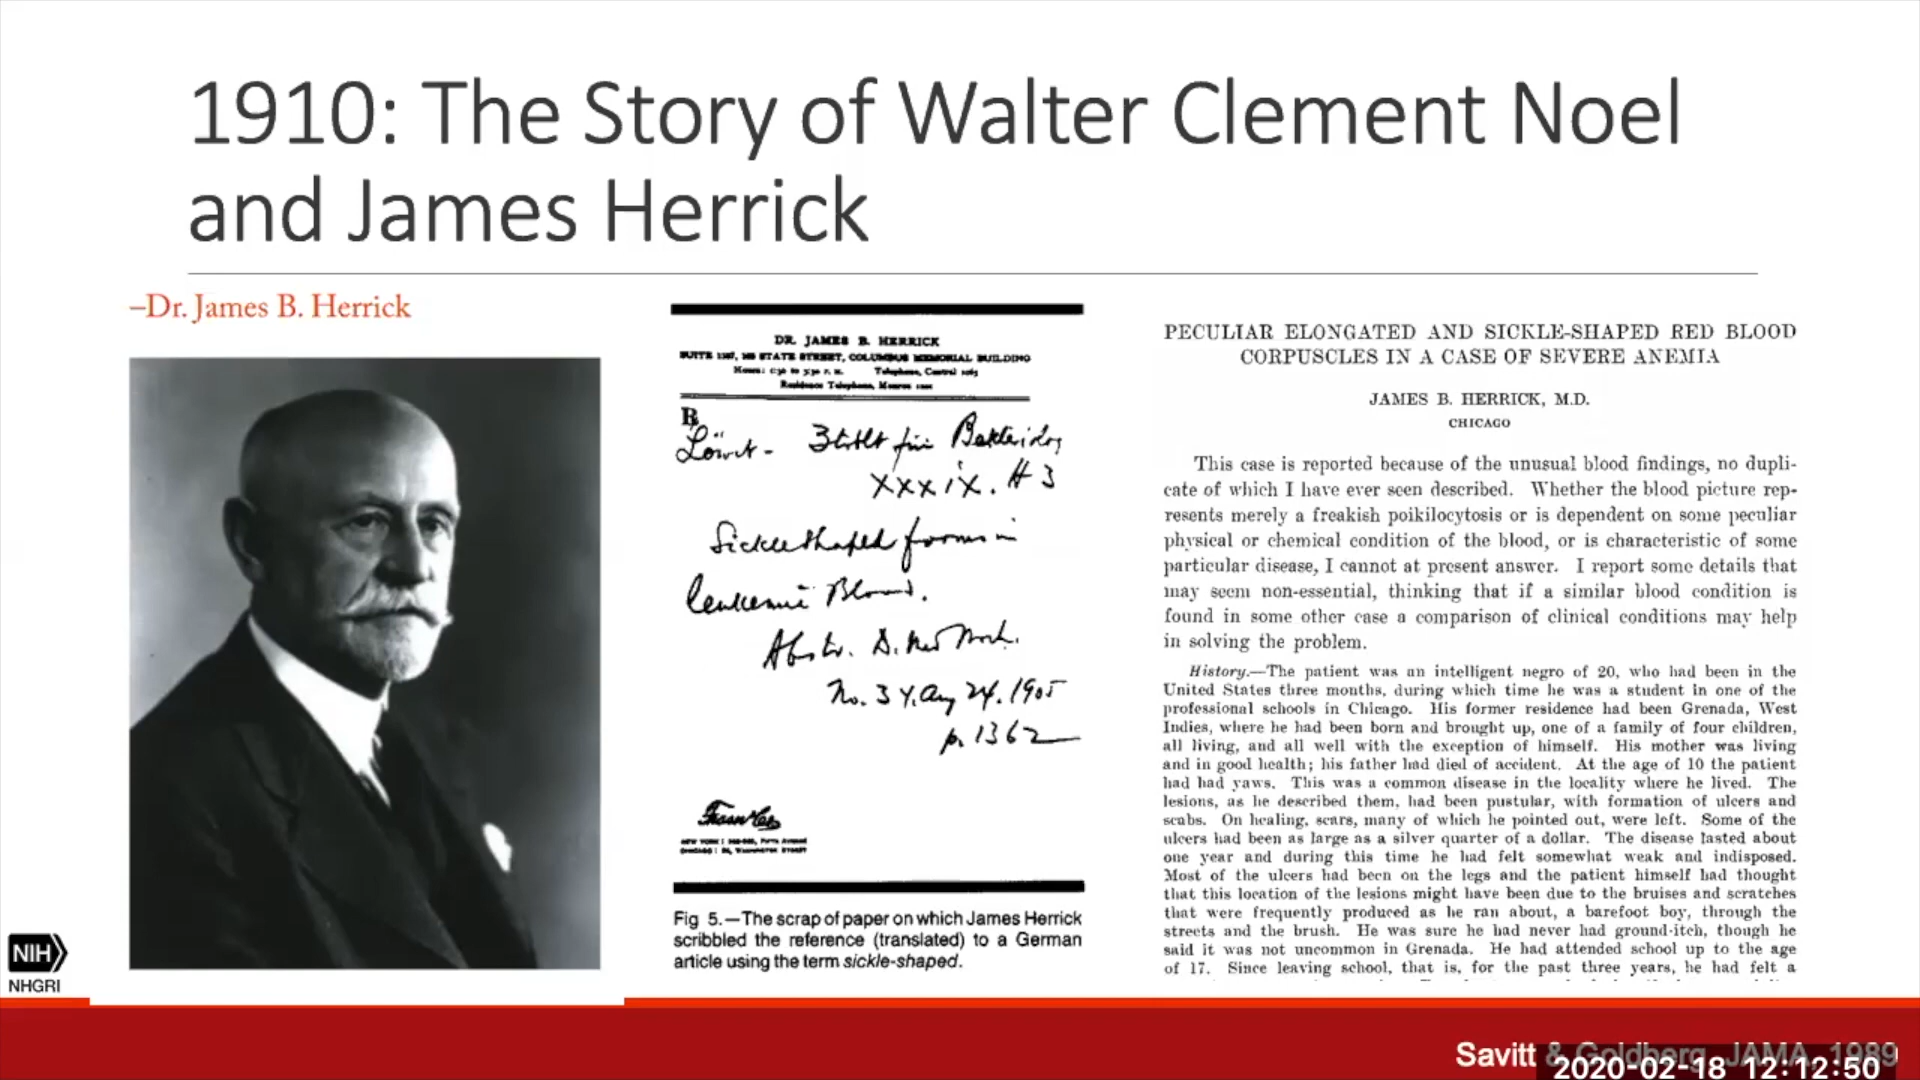 1910: The Story of Walter Clement Noel
and James Herrick
–Dr. James B. Herrick
DR. JAMES B. HERRICK
STATE STREET, COLUMBUS MEMORIAL BUILDING
Sickleshaped forms in
leukemic Blood.
No. 34, Aug 24. 1905
p. 1362
Fig 5.—The scrap of paper on which James Herrick
scribbled the reference (translated) to a German
article using the term sickle-shaped.
PECULIAR ELONGATED AND SICKLE-SHAPED RED BLOOD
CORPUSCLES IN A CASE OF SEVERE ANEMIA
JAMES B. HERRICK, M.D.
CHICAGO
This case is reported because of the unusual blood findings, no dupli-
cate of which I have ever seen described. Whether the blood picture rep-
resents merely a freakish poikilocytosis or is dependent on some peculiar
physical or chemical condition of the blood, or is characteristic of some
particular disease, I cannot at present answer. I report some details that
may seem non-essential, thinking that if a similar blood condition is
found in some other case a comparison of clinical conditions may help
in solving the problem.
History.—The patient was an intelligent negro of 20, who had been in the
United States three months, during which time he was a student in one of the
professional schools in Chicago. His former residence had been Grenada, West
Indies, where he had been born and brought up, one of a family of four children,
all living, and all well with the exception of himself. His mother was living
and in good health; his father had died of accident. At the age of 10 the patient
had had yaws. This was a common disease in the locality where he lived. The
lesions, as he described them, had been pustular, with formation of ulcers and
scabs. On healing, scars, many of which he pointed out, were left. Some of the
ulcers had been as large as a silver quarter of a dollar. The disease lasted about
one year and during this time he had felt somewhat weak and indisposed.
Most of the ulcers had been on the legs and the patient himself had thought
that this location of the lesions might have been due to the bruises and scratches
that were frequently produced as he ran about, a barefoot boy, through the
streets and the brush. He was sure he had never had ground-itch, though he
said it was not uncommon in Grenada. He had attended school up to the age
of 17. Since leaving school, that is, for the past three years, he had felt a
NIH
NHGRI
Savitt & Goldberg, JAMA, 1989
2020-02-18 12:12:50